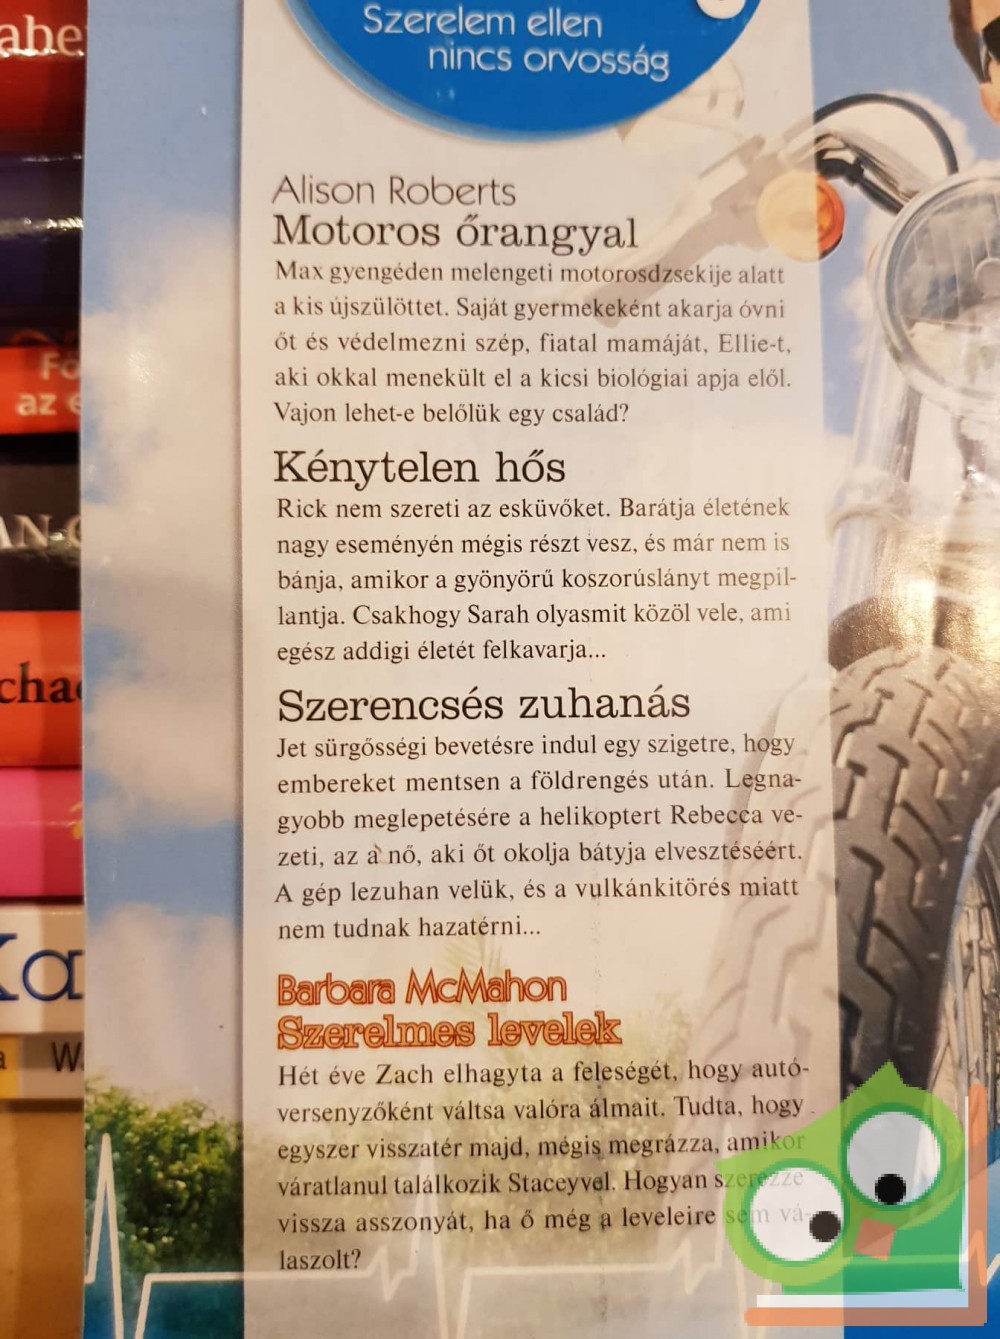 Szerelem ellen
nincs orvosság
Alison Roberts
Motoros őrangyal
Max gyengéden melengeti motorosdzsekije alatt
a kis újszülöttet. Saját gyermekeként akarja óvni
őt és védelmezni szép, fiatal mamáját, Ellie-t,
aki okkal menekült el a kicsi biológiai apja elől.
Vajon lehet-e belőlük egy család?
Kénytelen hős
Rick nem szereti az esküvőket. Barátja életének
nagy eseményén mégis részt vesz, és már nem is
bánja, amikor a gyönyörű koszorúslányt megpil-
lantja. Csakhogy Sarah olyasmit közöl vele, ami
egész addigi életét felkavarja...
Szerencsés zuhanás
Jet sürgősségi bevetésre indul egy szigetre, hogy
embereket mentsen a földrengés után. Legna-
gyobb meglepetésére a helikoptert Rebecca ve-
zeti, az a nő, aki őt okolja bátyja elvesztéséért.
A gép lezuhan velük, és a vulkánkitörés miatt
nem tudnak hazatérni...
Barbara McMahon
Szerelmes levelek
Hét éve Zach elhagyta a feleségét, hogy autó-
versenyzőként váltsa valóra álmait. Tudta, hogy
egyszer visszatér majd, mégis megrázza, amikor
váratlanul találkozik Staceyvel. Hogyan szerezze
vissza asszonyát, ha ő még a leveleire sem vá-
laszolt?
abe
Fő
az e
AN
chae
Ka
a
W